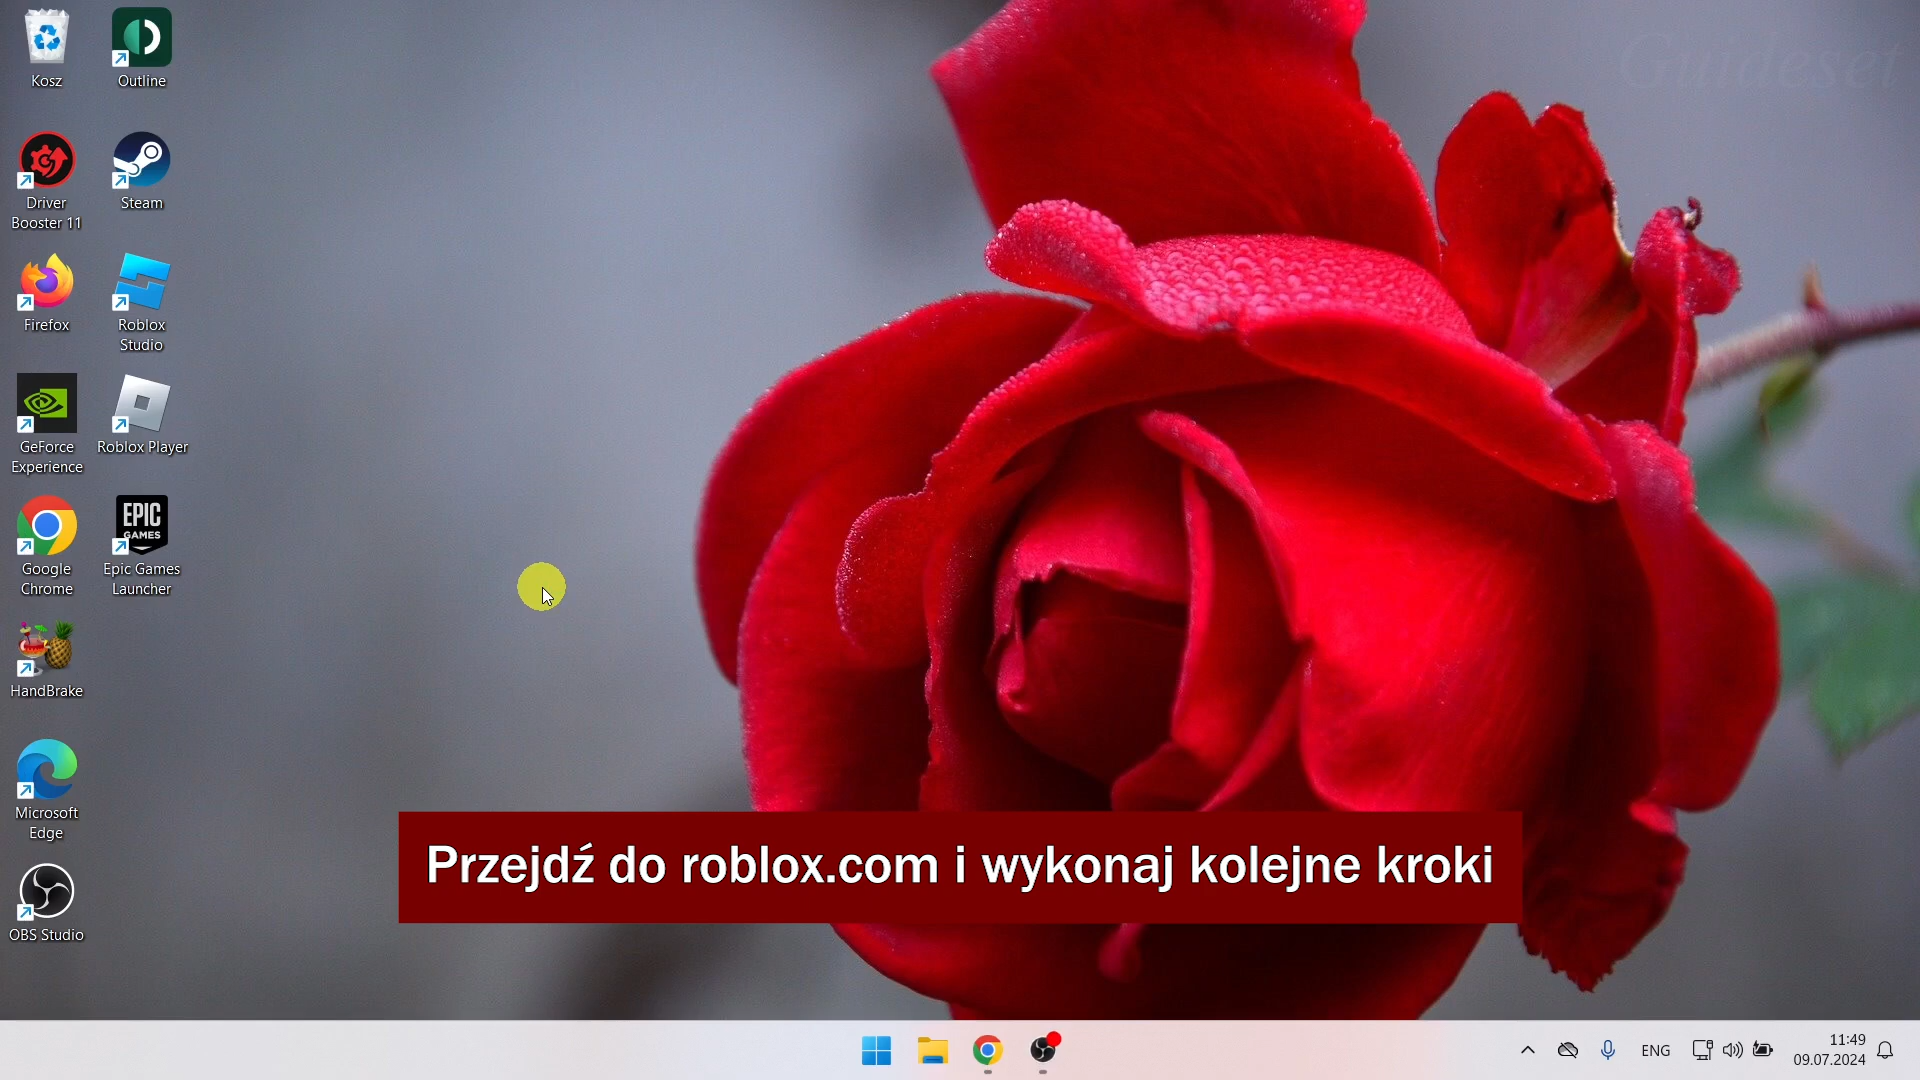 Guideset
Kosz
Outline
Driver
Booster 11
Steam
Firefox
Roblox
Studio
GeForce
Experience
Roblox Player
EPIC
GAMES
Google
Chrome
Epic Games
Launcher
HandBrake
Microsoft
Edge
OBS Studio
Przejdź do roblox.com i wykonaj kolejne kroki
ENG
11:49
09.07.2024